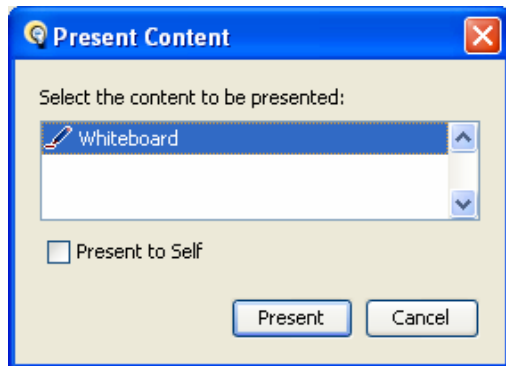 Present Content
Select the content to be presented:
Whiteboard
Present to Self
Present Cancel